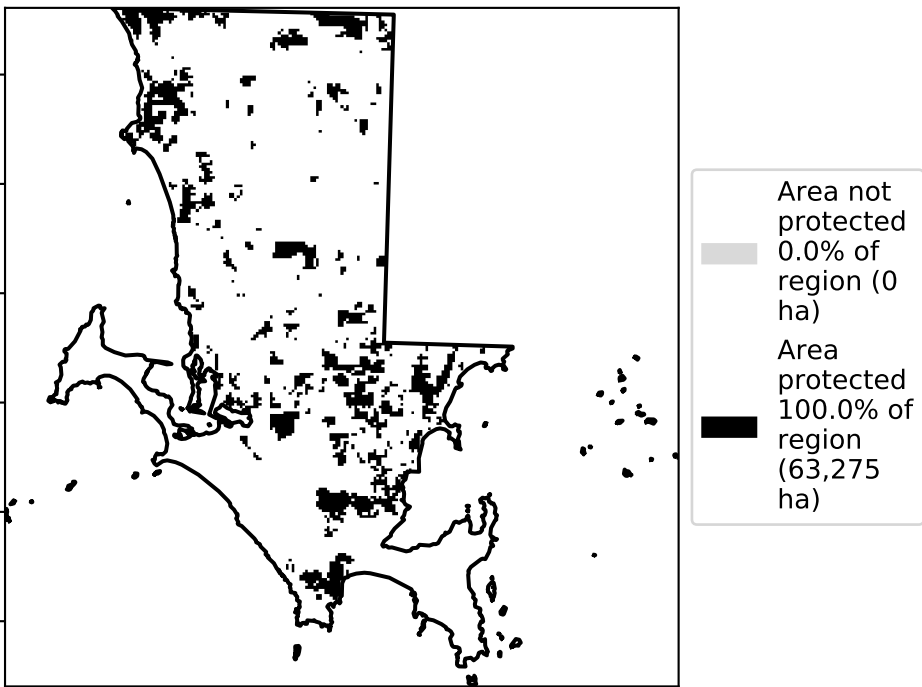 Area not
protected
0.0% of
region (0
ha)
Area
protected
100.0% of
region
(63,275
ha)